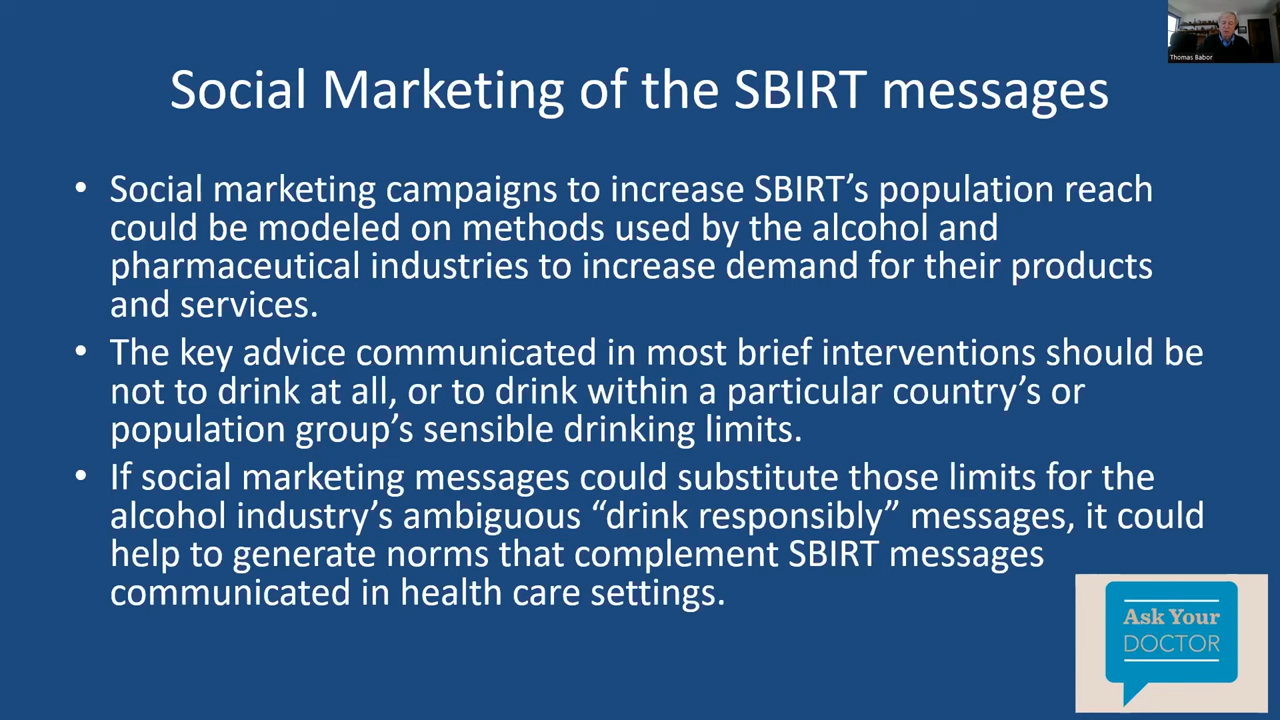 Thomas Babor
Social Marketing of the SBIRT messages
• Social marketing campaigns to increase SBIRT’s population reach
could be modeled on methods used by the alcohol and
pharmaceutical industries to increase demand for their products
and services.
• The key advice communicated in most brief interventions should be
not to drink at all, or to drink within a particular country’s or
population group’s sensible drinking limits.
• If social marketing messages could substitute those limits for the
alcohol industry’s ambiguous “drink responsibly” messages, it could
help to generate norms that complement SBIRT messages
communicated in health care settings.
Ask Your
DOCTOR